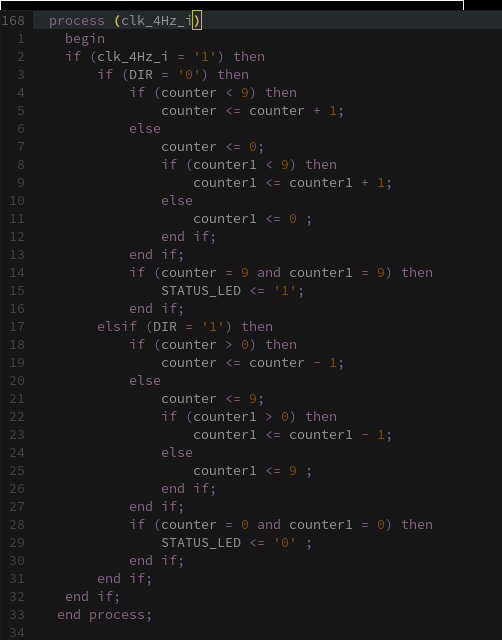 168 process (clk_4Hz_i)
1 begin
2 if (clk_4Hz_i = '1') then
3 if (DIR = '0') then
4 if (counter < 9) then
5 counter <= counter + 1;
6 else
7 counter <= 0;
8 if (counter1 < 9) then
9 counter1 <= counter1 + 1;
10 else
11 counter1 <= 0 ;
12 end if;
13 end if;
14 if (counter = 9 and counter1 = 9) then
15 STATUS_LED <= '1';
16 end if;
17 elsif (DIR = '1') then
18 if (counter > 0) then
19 counter <= counter - 1;
20 else
21 counter <= 9;
22 if (counter1 > 0) then
23 counter1 <= counter1 - 1;
24 else
25 counter1 <= 9 ;
26 end if;
27 end if;
28 if (counter = 0 and counter1 = 0) then
29 STATUS_LED <= '0' ;
30 end if;
31 end if;
32 end if;
33 end process;
34